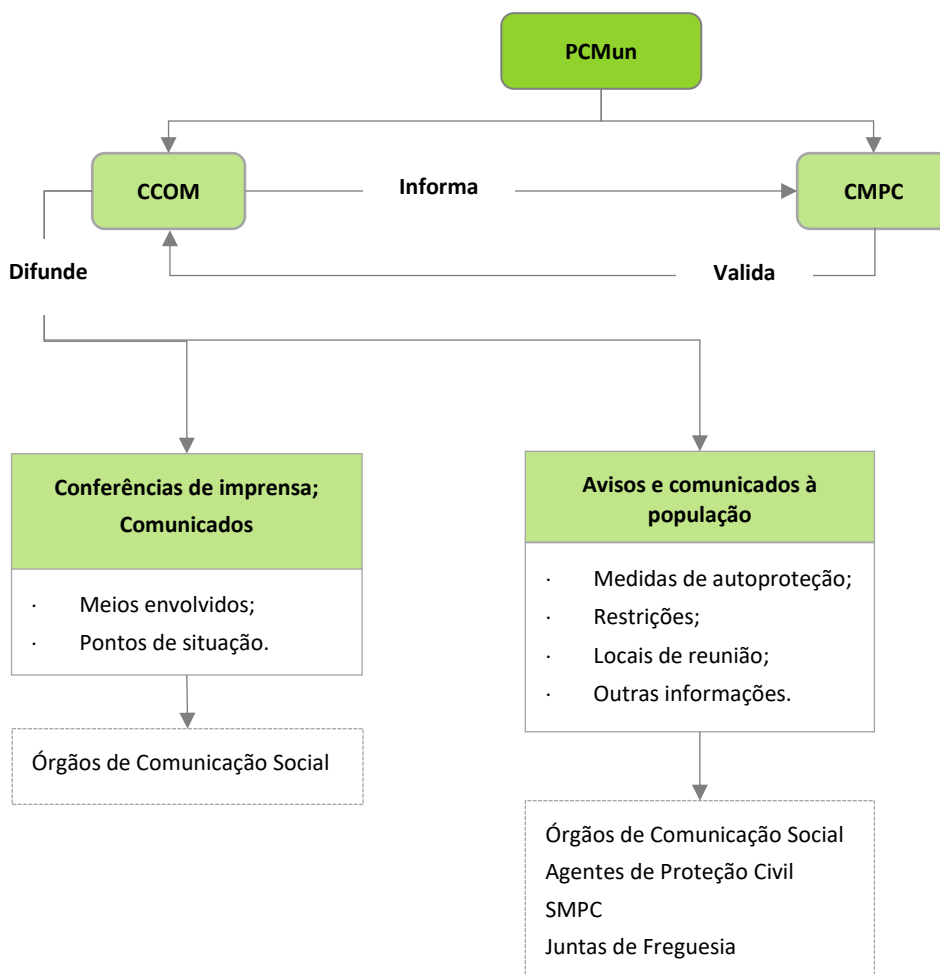 PCMun
CCOM
Informa
CMPC
Difunde
Valida
Conferências de imprensa;
Comunicados
· Meios envolvidos;
· Pontos de situação.
Órgãos de Comunicação Social
Avisos e comunicados à
população
· Medidas de autoproteção;
· Restrições;
· Locais de reunião;
· Outras informações.
Órgãos de Comunicação Social
Agentes de Proteção Civil
SMPC
Juntas de Freguesia